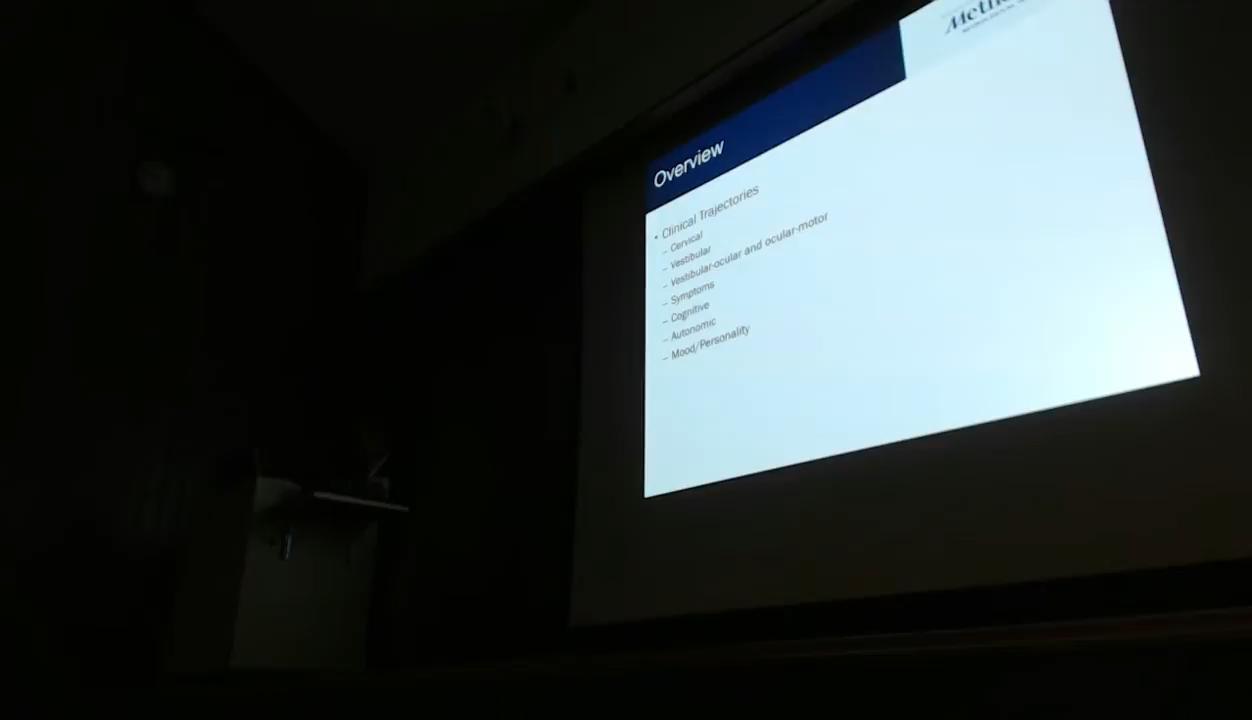 Overview
• Clinical Trajectories
– Cervical
– Vestibular
– Vestibular-ocular and ocular-motor
– Symptoms
– Cognitive
– Autonomic
– Mood/Personality